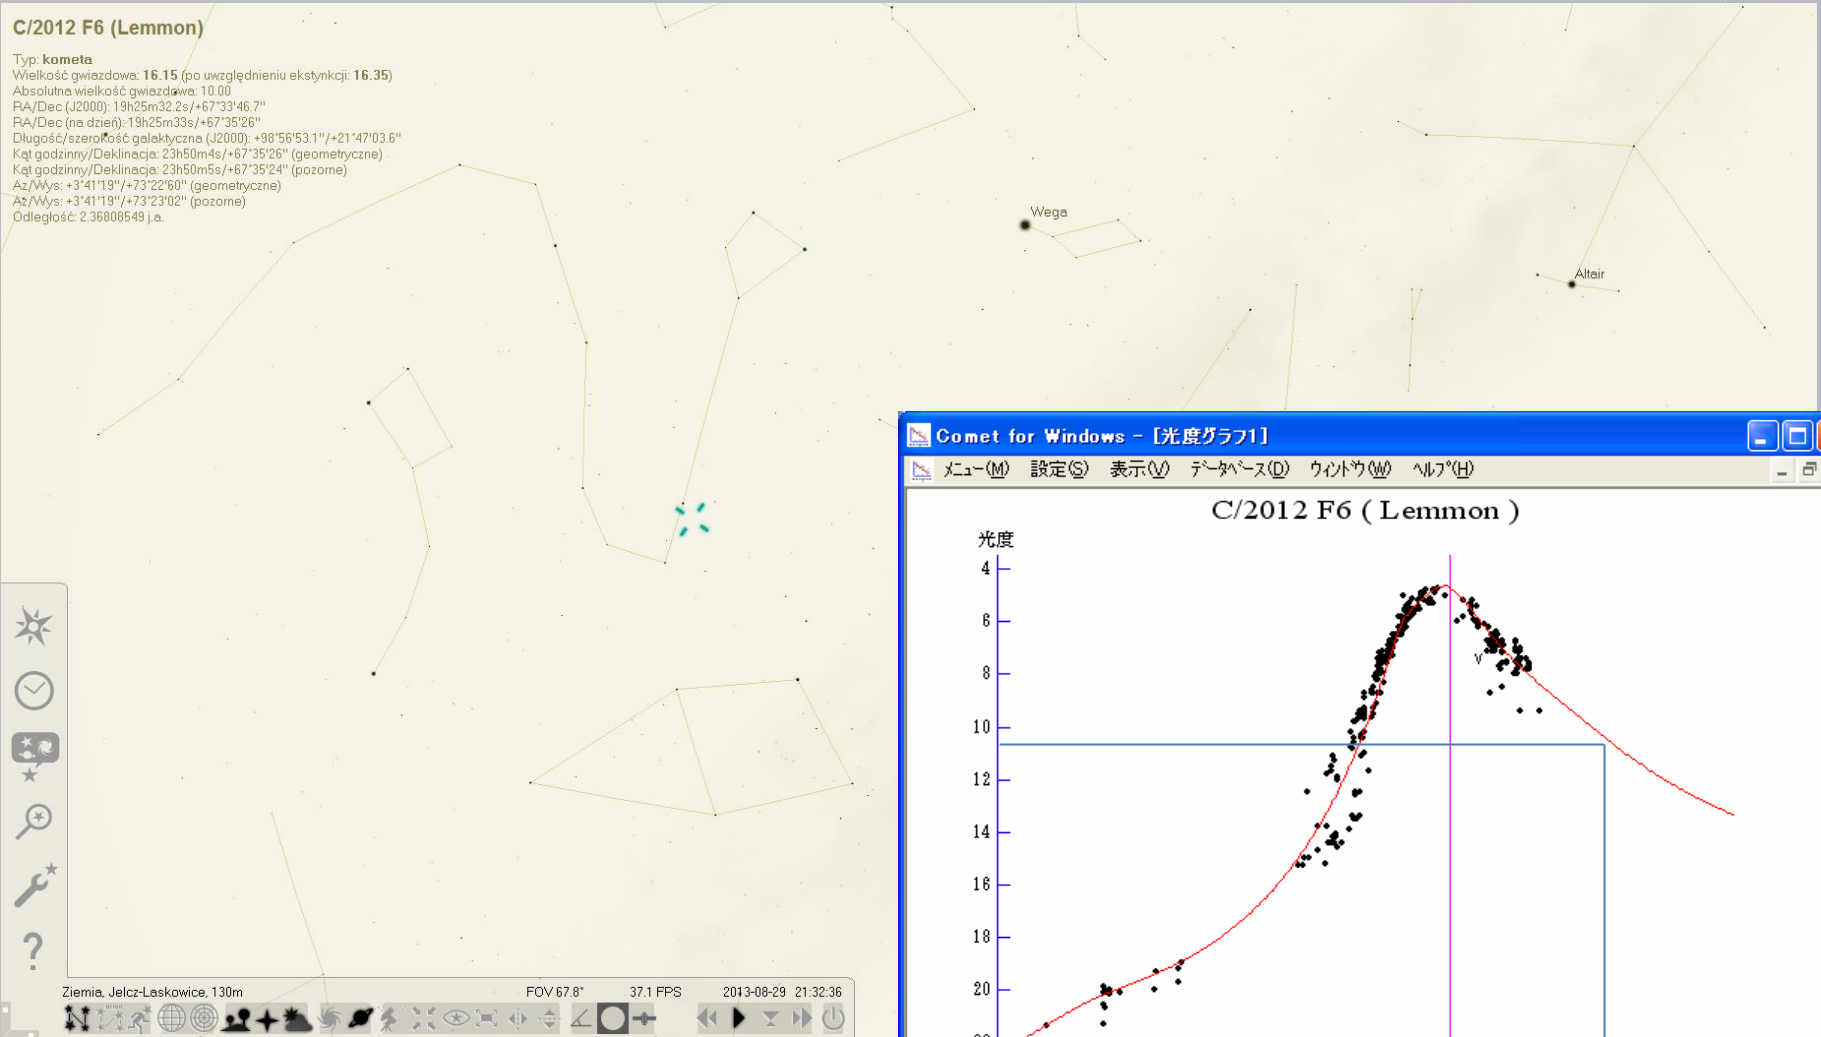 C/2012 F6 (Lemmon)
Typ: kometa
Wielkość gwiazdowa: 16.15 (po uwzględnieniu ekstynkcji: 16.35)
Absolutna wielkość gwiazdowa: 10.00
RA/Dec (J2000): 19h25m32.2s/+67°33'46.7"
RA/Dec (na dzień): 19h25m33s/+67°35'26"
Długość/szerokość galaktyczna (J2000): +98°56'53.1"/+21°47'03.6"
Kąt godzinny/Deklinacja: 23h50m4s/+67°35'26" (geometryczne)
Kąt godzinny/Deklinacja: 23h50m5s/+67°35'24" (pozorne)
Az/Wys: +3°41'19"/+73°22'60" (geometryczne)
Az/Wys: +3°41'19"/+73°23'02" (pozorne)
Odległość: 2.36808549 j.a.
Wega
Altair
Comet for Windows - [光度グラフ1]
メニュー(M) 設定(S) 表示(V) データベース(D) ウィンドウ(W) ヘルプ(H)
C/2012 F6 ( Lemmon )
光度
4
6
8
V
10
12
14
16
18
20
Ziemia, Jelcz-Laskowice, 130m FOV 67.8° 37.1 FPS 2013-08-29 21:32:36